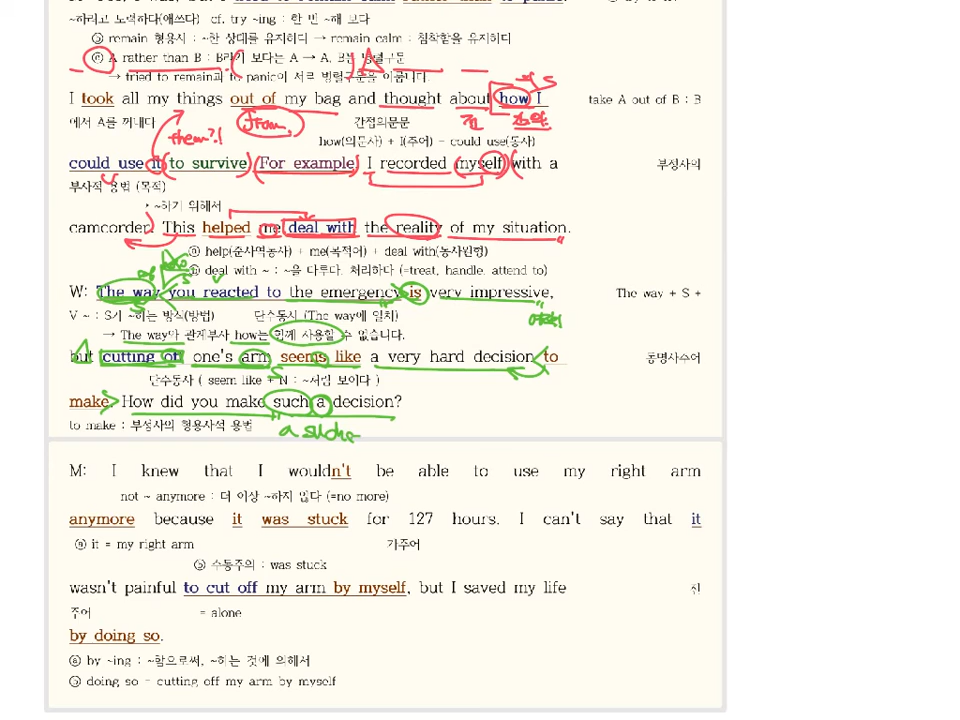 ~하려고 노력하다(애쓰다) cf. try ~ing : 한 번 ~해 보다
ⓑ remain 형용사 : ~한 상태를 유지하다 → remain calm : 침착함을 유지하다
ⓒ A rather than B : B라기 보다는 A → A, B는 병렬구문
→ tried to remain과 to panic이 서로 병렬구문을 이룹니다.
I took all my things out of my bag and thought about how I take A out of B : B
에서 A를 꺼내다 from 간접의문문
how(의문사) + I(주어) - could use(동사)
them?!
could use it to survive. For example, I recorded myself with a 부정사의
부사적 용법 (목적)
~하기 위해서
camcorder. This helped me deal with the reality of my situation.
ⓐ help(준사역동사) + me(목적어) + deal with(동사원형)
ⓑ deal with ~ : ~을 다루다, 처리하다 (=treat, handle, attend to)
W: The way you reacted to the emergency is very impressive, The way + S +
V ~ : S가 ~하는 방식(방법) 단수동사 (The way에 일치)
→ The way와 관계부사 how는 함께 사용할 수 없습니다.
but cutting off one's arm seems like a very hard decision to 동명사주어
단수동사 ( seem like + N : ~처럼 보이다 )
make. How did you make such a decision?
to make : 부정사의 형용사적 용법
a such
M: I knew that I wouldn't be able to use my right arm
not ~ anymore : 더 이상 ~하지 않다 (=no more)
anymore because it was stuck for 127 hours. I can't say that it
ⓐ it = my right arm 가주어
ⓑ 수동주의 : was stuck
wasn't painful to cut off my arm by myself, but I saved my life 진
주어 = alone
by doing so.
ⓐ by ~ing : ~함으로써, ~하는 것에 의해서
ⓑ doing so - cutting off my arm by myself